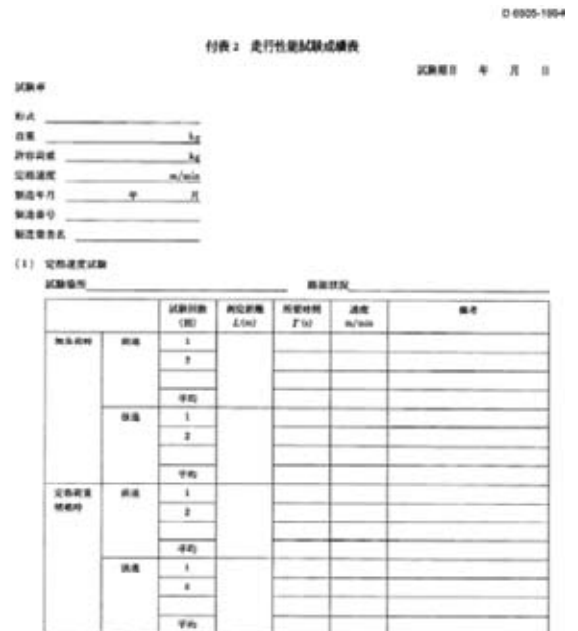 D 6905-1994
付表 2 走行性能試験成績表
試験期日 年 月 日
試験車
形式
自重 kg
許容荷重 kg
定格速度 m/min
製造年月 年 月
製造番号
製造業者名
(1) 定格速度試験
試験場所 路面状況
試験回数 測定距離 所要時間 速度 備考
(回) L(m) T(s) m/min
無負荷時 前進 1
2
平均
後進 1
2
平均
定格荷重 前進 1
積載時 2
平均
後進 1
2
平均